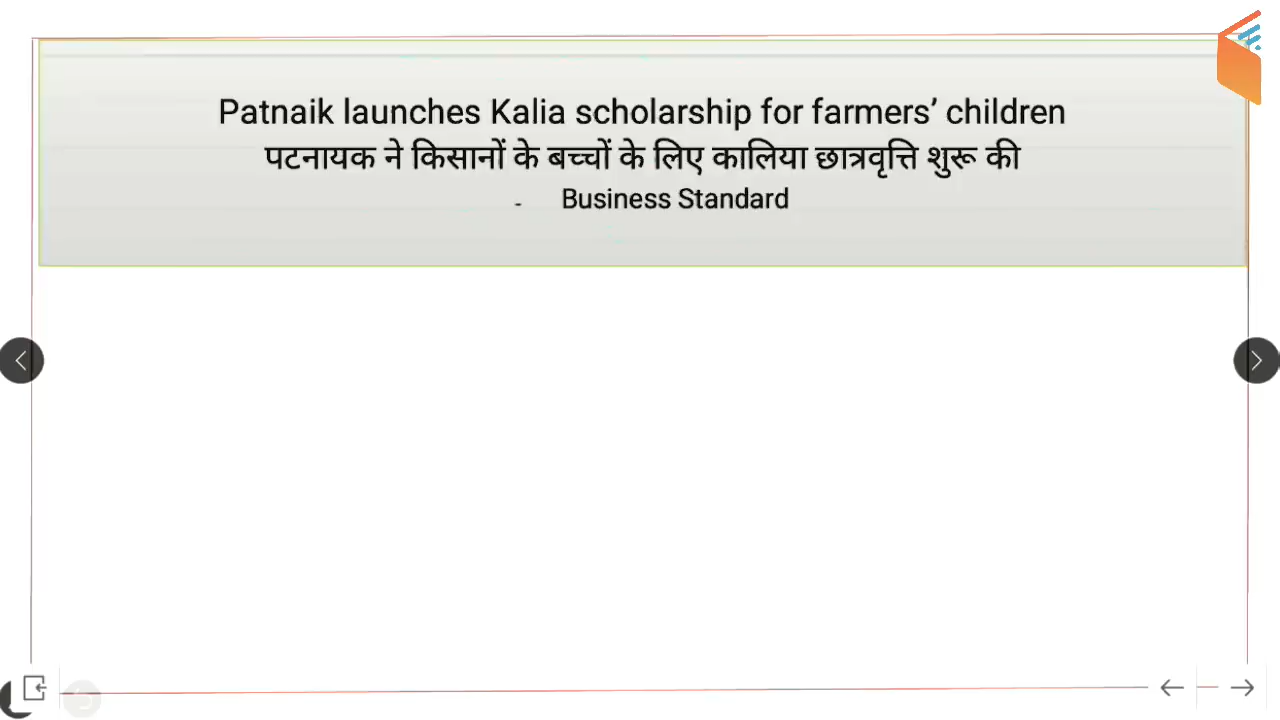 Patnaik launches Kalia scholarship for farmers’ children
पटनायक ने किसानों के बच्चों के लिए कालिया छात्रवृत्ति शुरू की
- Business Standard